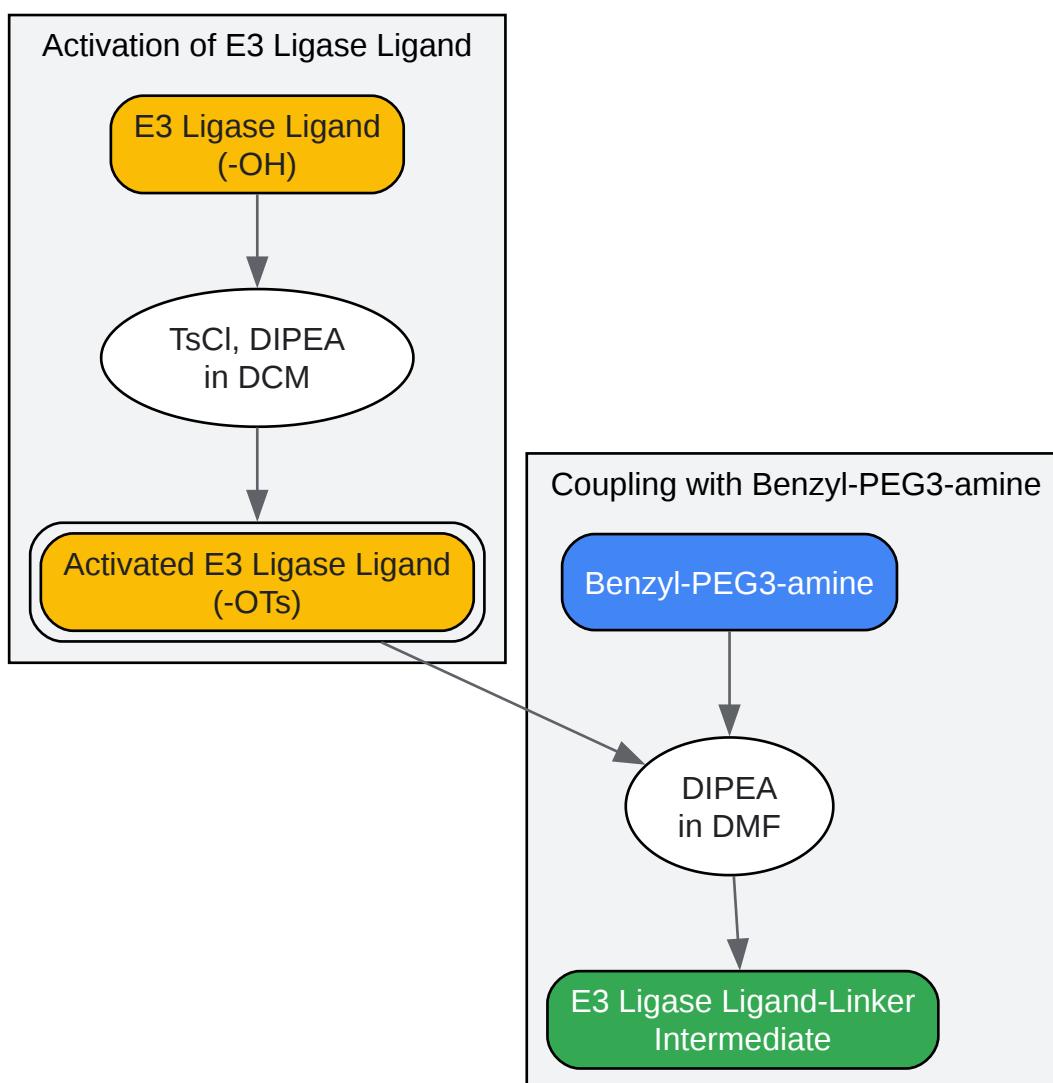 Activation of E3 Ligase Ligand
E3 Ligase Ligand
(-OH)
TsCl, DIPEA
in DCM
Activated E3 Ligase Ligand
(-OTs)
Coupling with Benzyl-PEG3-amine
Benzyl-PEG3-amine
DIPEA
in DMF
E3 Ligase Ligand-Linker
Intermediate